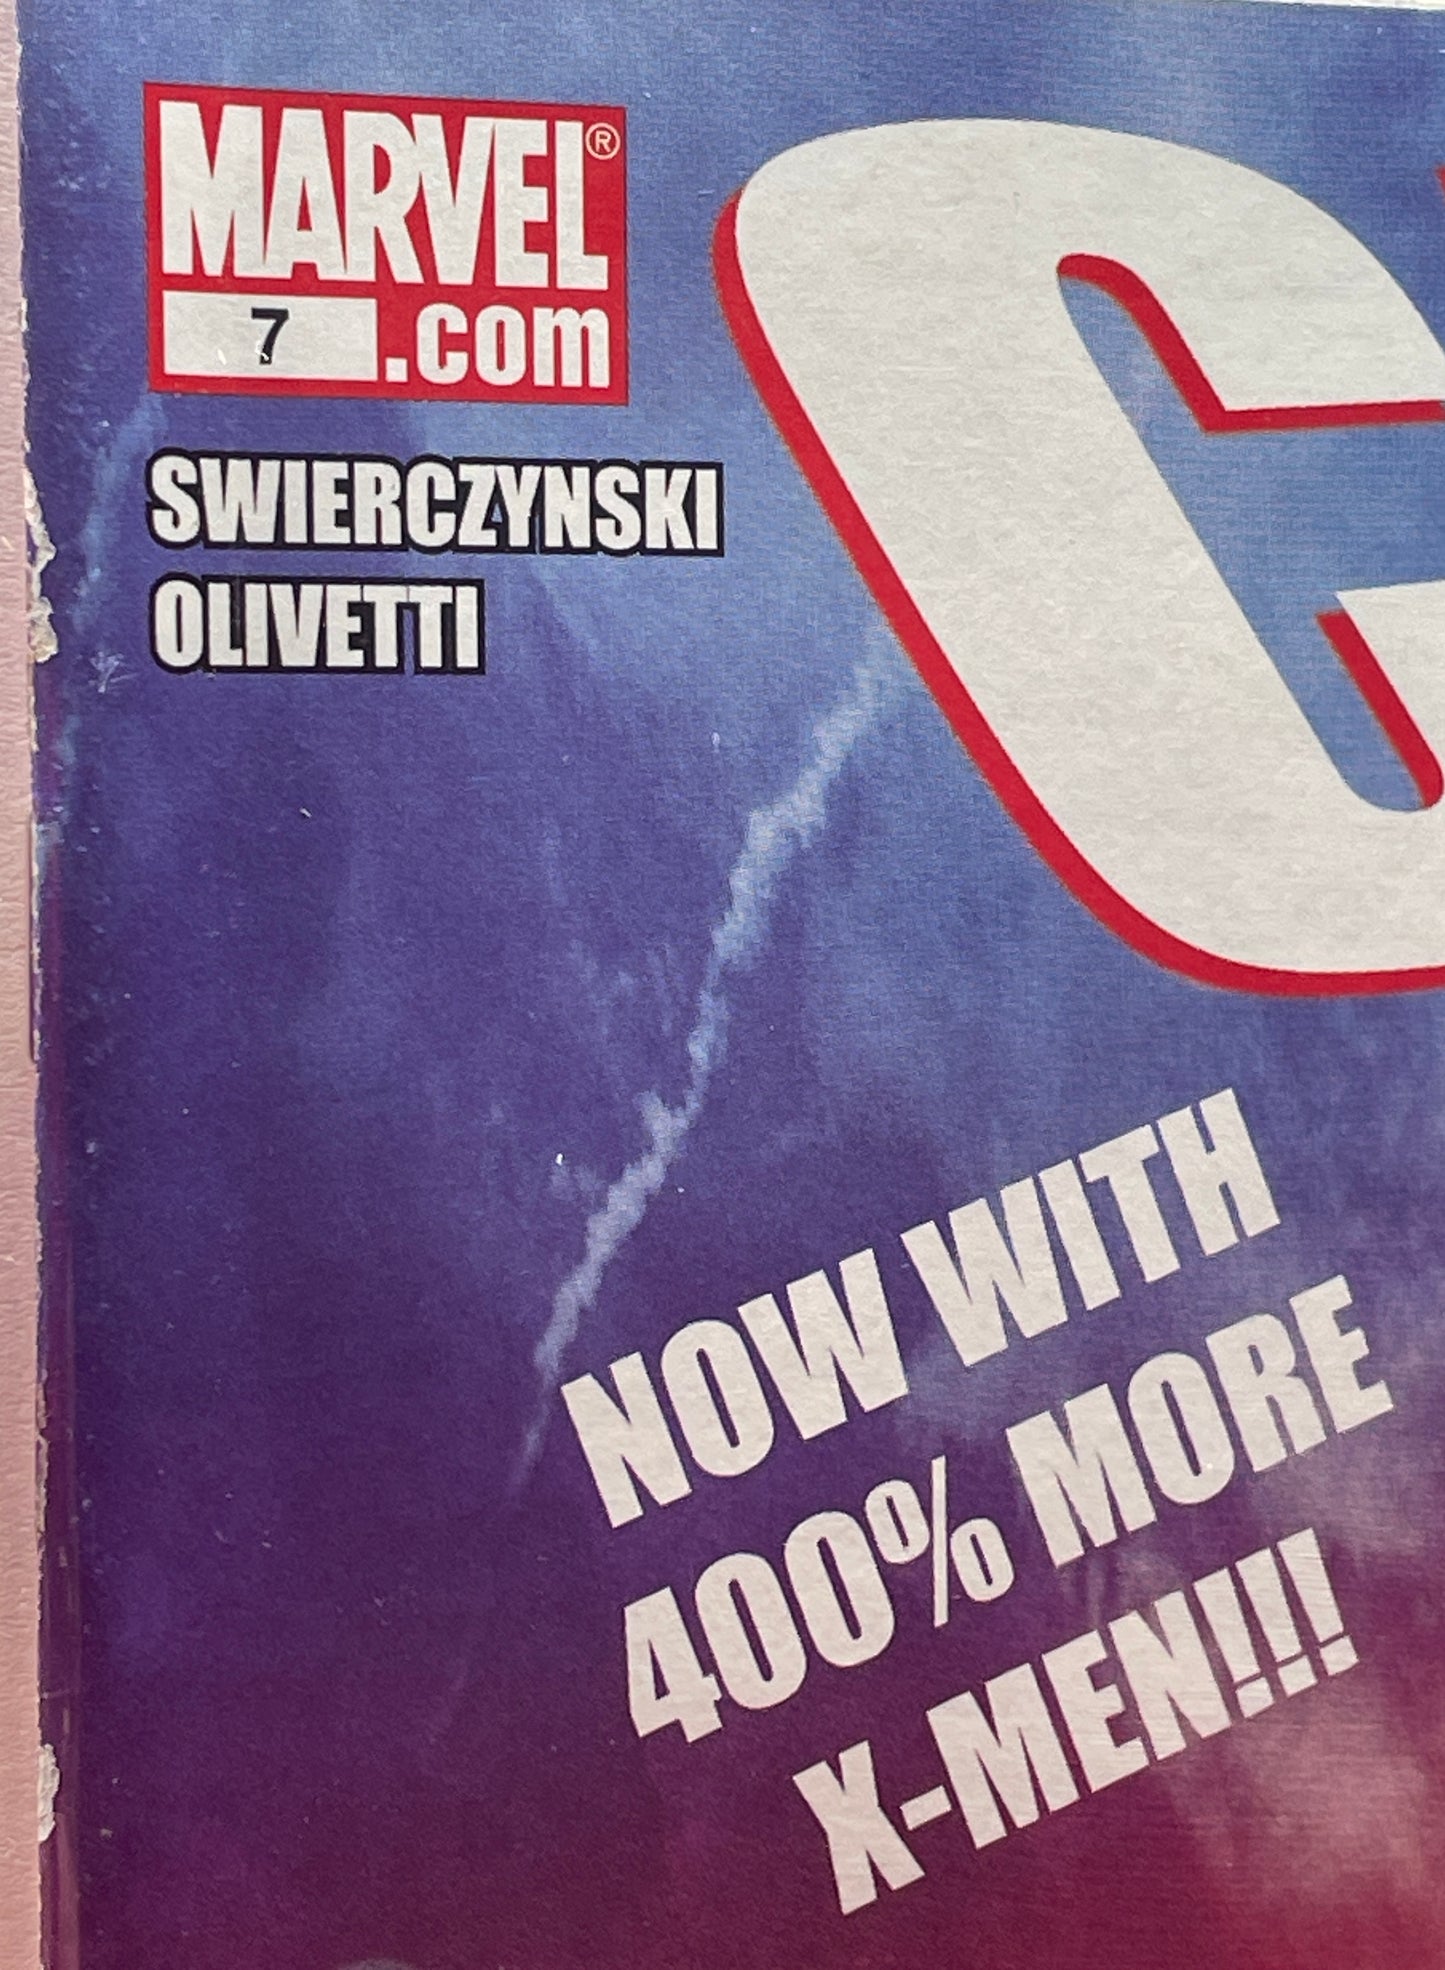 MARVEL®
7 .com
SWIERCZYNSKI
OLIVETTI
C
NOW WITH
400% MORE
X-MEN!!!